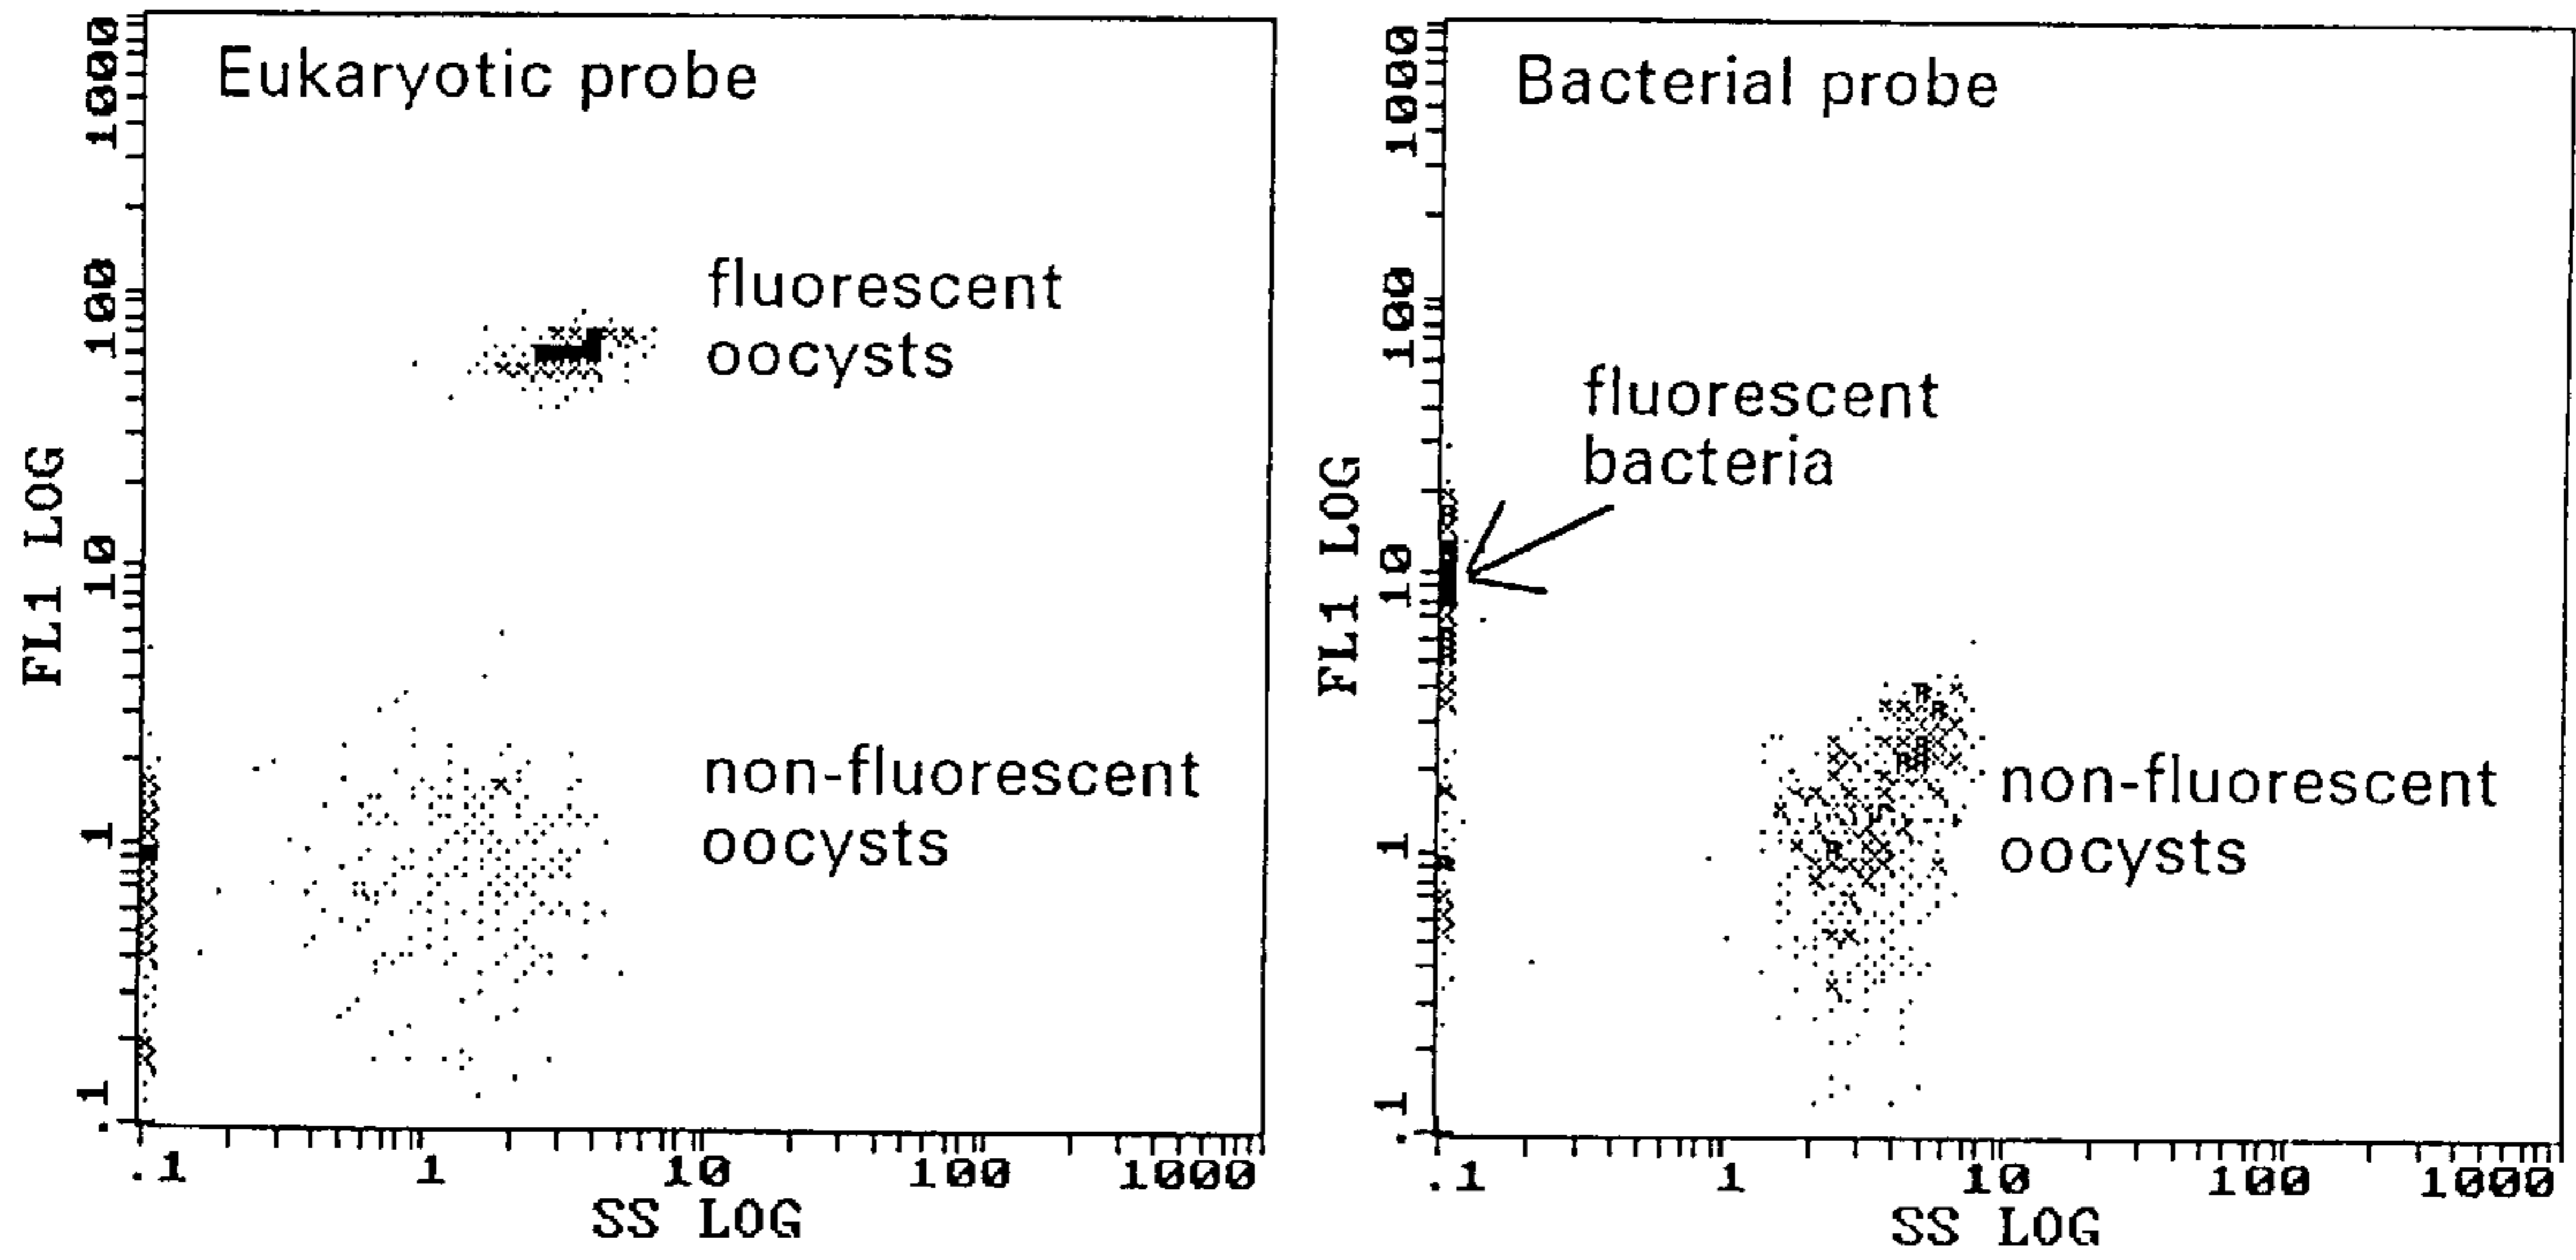 Eukaryotic probe
fluorescent
oocysts
non-fluorescent
oocysts
FL1 LOG
1000
100
10
1
.1
.1 1 10 100 1000
SS LOG
Bacterial probe
fluorescent
bacteria
non-fluorescent
oocysts
FL1 LOG
1000
100
10
1
.1
.1 1 10 100 1000
SS LOG